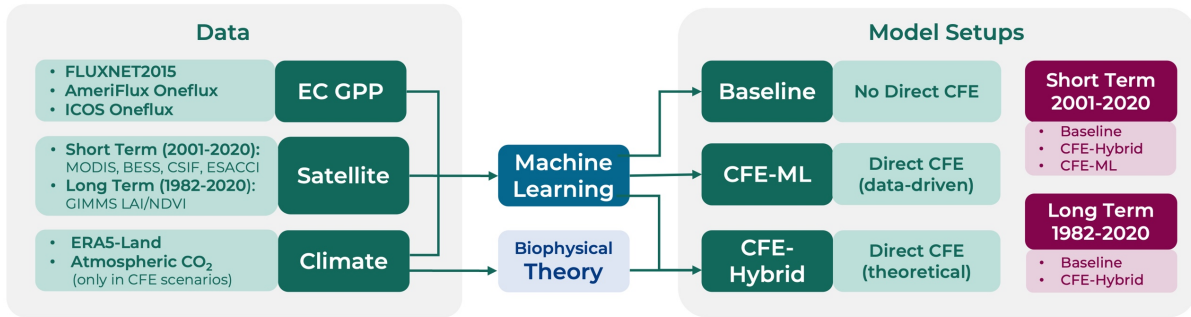 Data
• FLUXNET2015
• AmeriFlux Oneflux
• ICOS Oneflux
EC GPP
• Short Term (2001-2020):
MODIS, BESS, CSIF, ESACCI
• Long Term (1982-2020):
GIMMS LAI/NDVI
Satellite
• ERA5-Land
• Atmospheric CO₂
(only in CFE scenarios)
Climate
Machine
Learning
Biophysical
Theory
Model Setups
Baseline
No Direct CFE
CFE-ML
Direct CFE
(data-driven)
CFE-
Hybrid
Direct CFE
(theoretical)
Short Term
2001-2020
• Baseline
• CFE-Hybrid
• CFE-ML
Long Term
1982-2020
• Baseline
• CFE-Hybrid